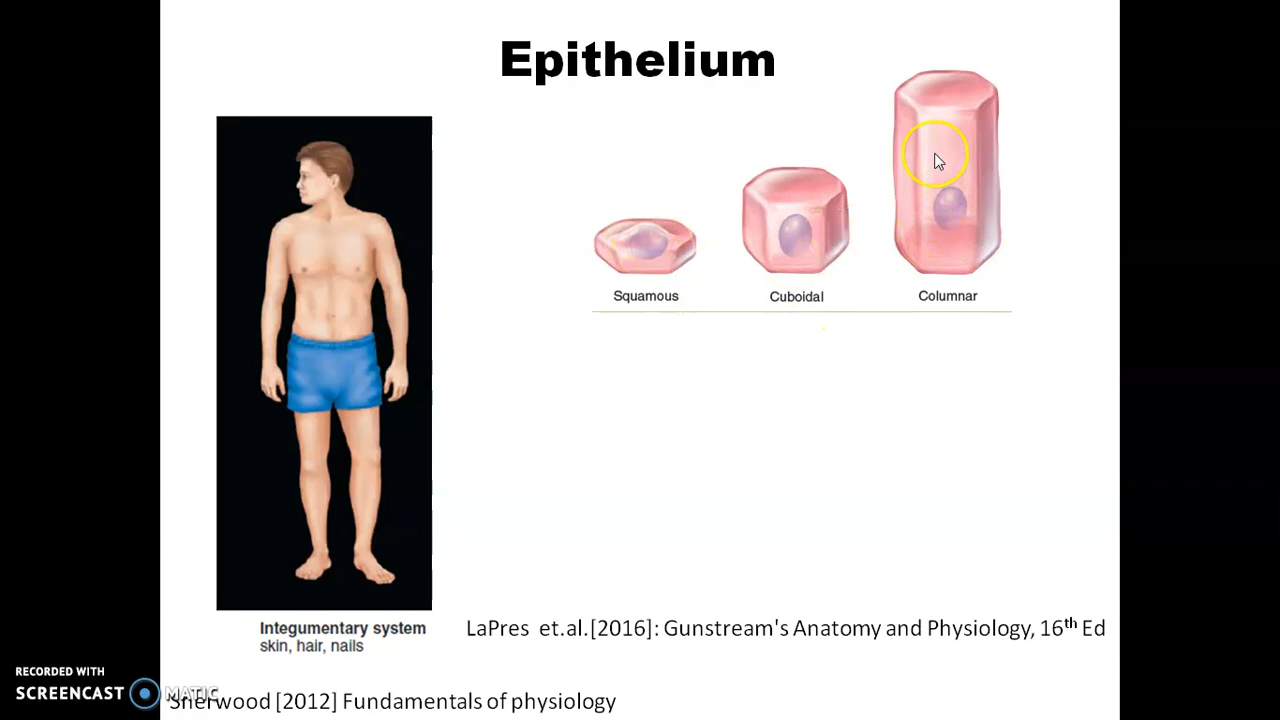 Epithelium
Squamous
Cuboidal
Columnar
Integumentary system
skin, hair, nails
LaPres et.al.[2016]: Gunstream's Anatomy and Physiology, 16th Ed
RECORDED WITH
SCREENCAST MATIC
Sherwood [2012] Fundamentals of physiology